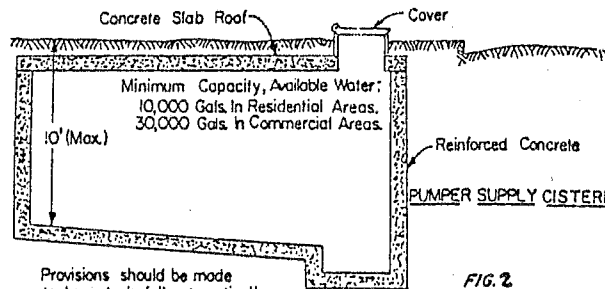 Concrete Slab Roof
Cover
Minimum Capacity, Available Water:
10,000 Gals. In Residential Areas.
30,000 Gals. In Commercial Areas.
10' (Max.)
Reinforced Concrete
PUMPER SUPPLY CISTER
Provisions should be made
FIG. 2